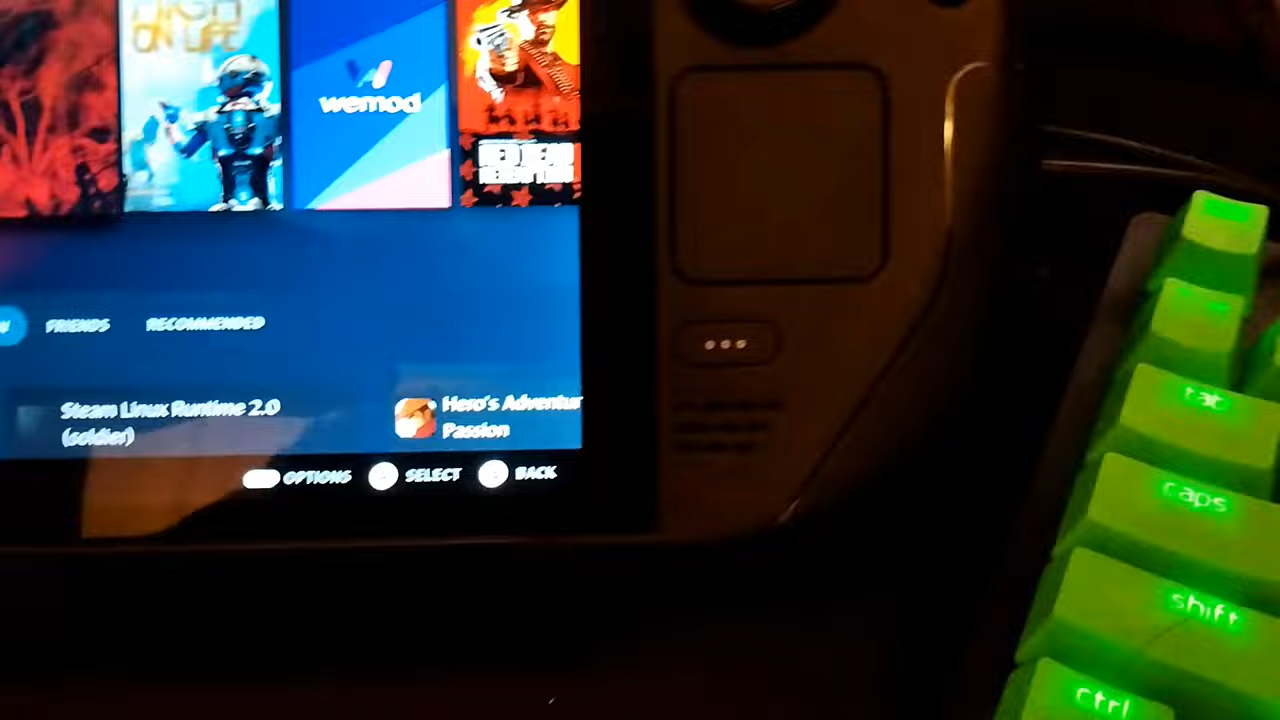 HIGH
ON LIFE
wemod
RED DEAD
REDEMPTION
FRIENDS
RECOMMENDED
Steam Linux Runtime 2.0
(soldier)
Hero's Adventur
Passion
OPTIONS
SELECT
BACK
tab
caps
shift
ctrl